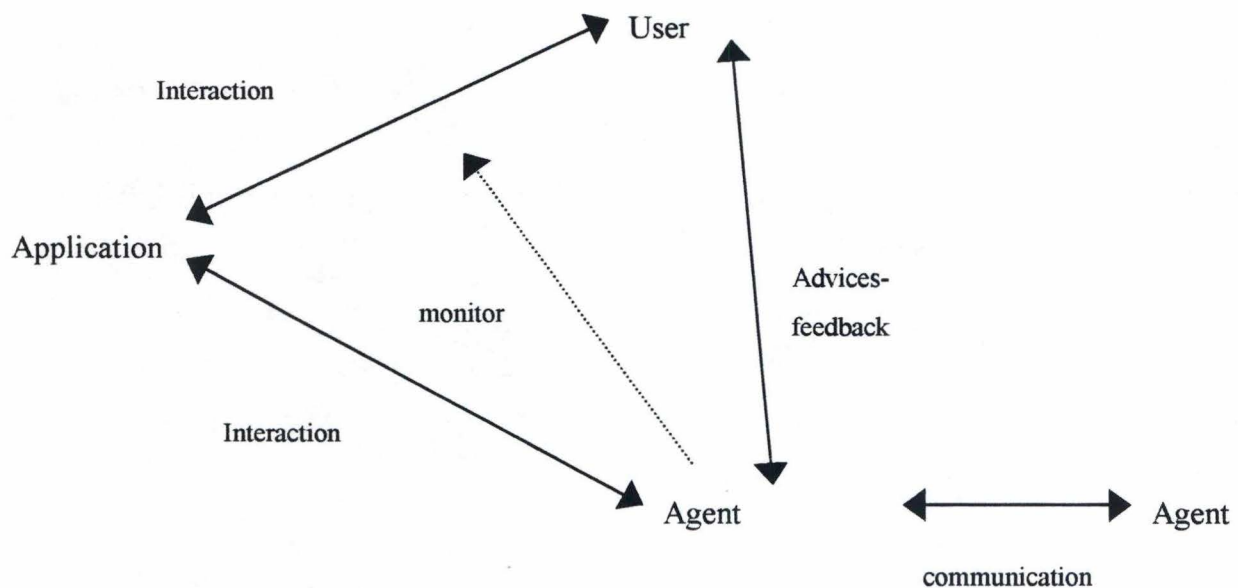 User
Interaction
Application
Advices-
feedback
monitor
Interaction
Agent
Agent
communication